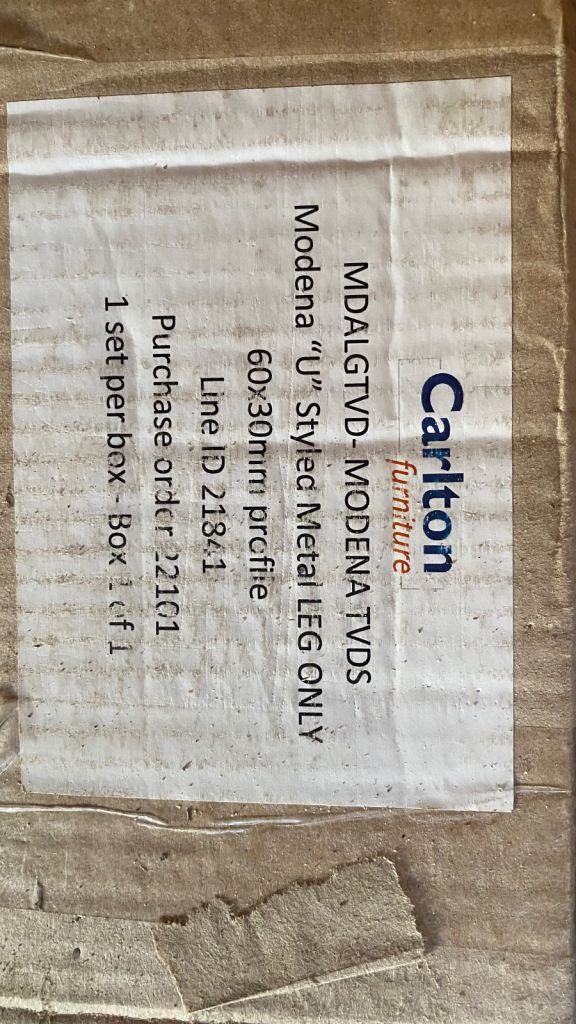 Carlton
furniture
MDALGTVD- MODENA TVDS
Modena “U” Styled Metal LEG ONLY
60x30mm profile
Line ID 21341
Purchase order 22101
1 set per box - Box 1 of 1